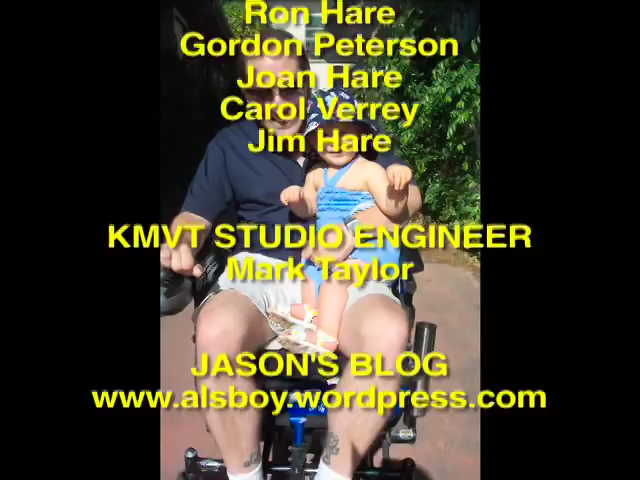 Ron Hare
Gordon Peterson
Joan Hare
Carol Verrey
Jim Hare
KMVT STUDIO ENGINEER
Mark Taylor
JASON'S BLOG
www.alsboy.wordpress.com